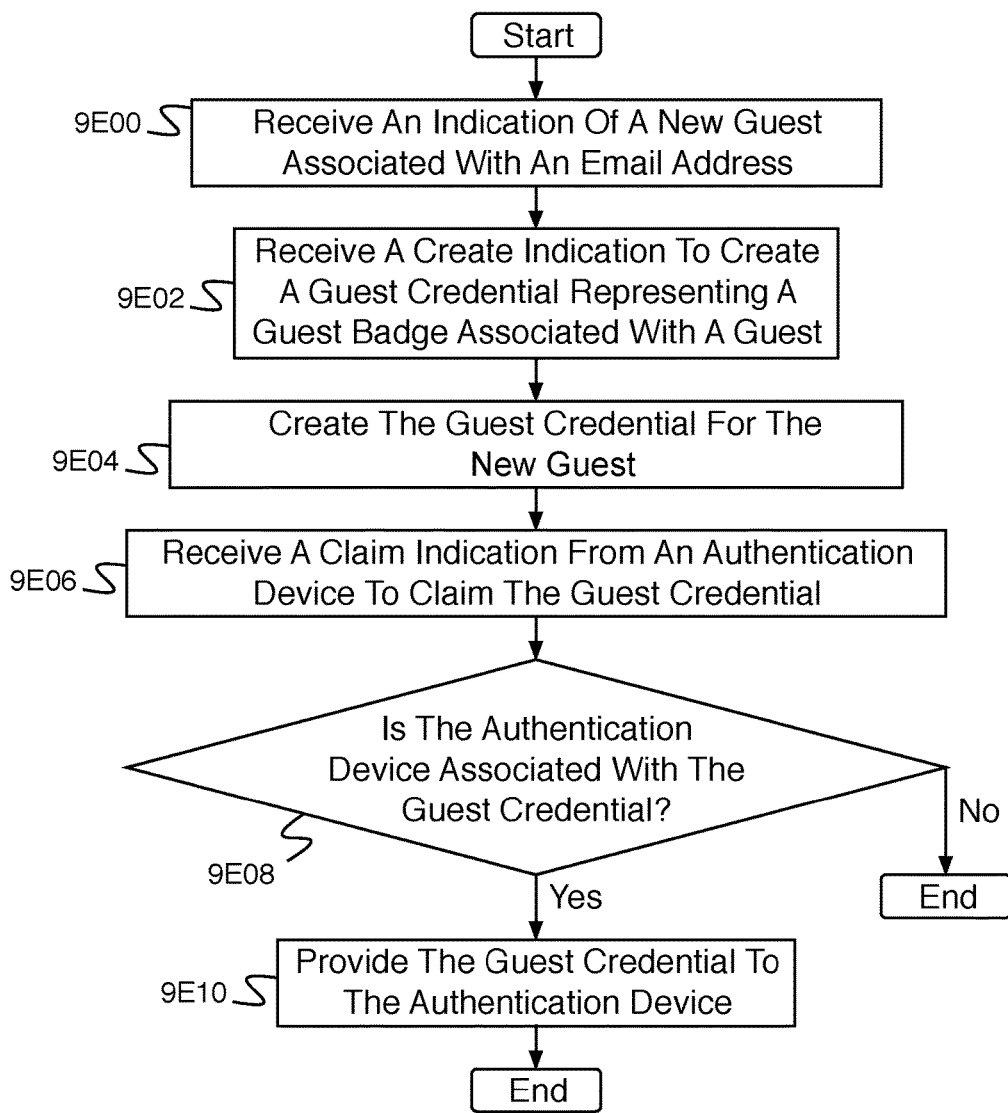 Start
9E00
Receive An Indication Of A New Guest
Associated With An Email Address
9E02
Receive A Create Indication To Create
A Guest Credential Representing A
Guest Badge Associated With A Guest
9E04
Create The Guest Credential For The
New Guest
9E06
Receive A Claim Indication From An Authentication
Device To Claim The Guest Credential
Is The Authentication
Device Associated With The
Guest Credential?
9E08
No
End
Yes
9E10
Provide The Guest Credential To
The Authentication Device
End